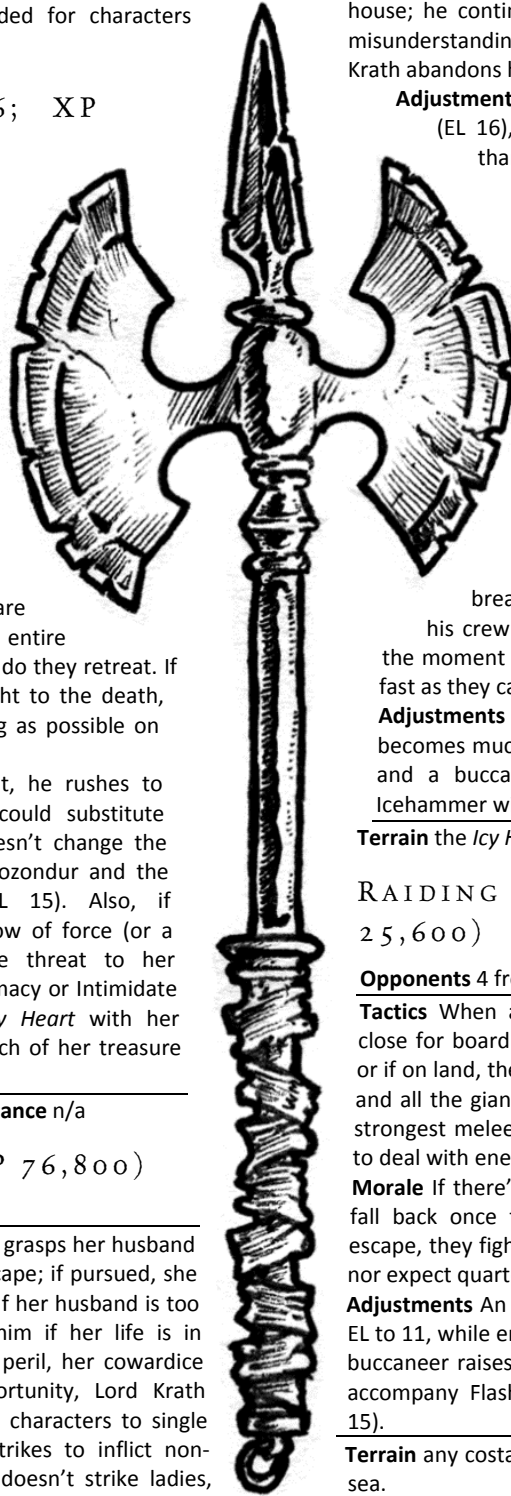 ded for characters
6; XP
are
entire
do they retreat. If
ght to the death,
g as possible on
t, he rushes to
could substitute
esn't change the
ozondur and the
L 15). Also, if
ow of force (or a
e threat to her
macy or Intimidate
y Heart with her
ch of her treasure
ance n/a
P 76,800)
grasps her husband
cape; if pursued, she
if her husband is too
him if her life is in
peril, her cowardice
ortunity, Lord Krath
characters to single
trikes to inflict non-
doesn't strike ladies,
house; he contin
misunderstandin
Krath abandons h
Adjustment
(EL 16),
tha
brea
his crew
the moment
fast as they ca
Adjustments
becomes muc
and a bucca
Icehammer w
Terrain the Icy H
RAIDING
25,600)
Opponents 4 fr
Tactics When a
close for board
or if on land, the
and all the gian
strongest melee
to deal with ene
Morale If there'
fall back once t
escape, they figh
nor expect quart
Adjustments An
EL to 11, while en
buccaneer raises
accompany Flash
15).
Terrain any costa
sea.